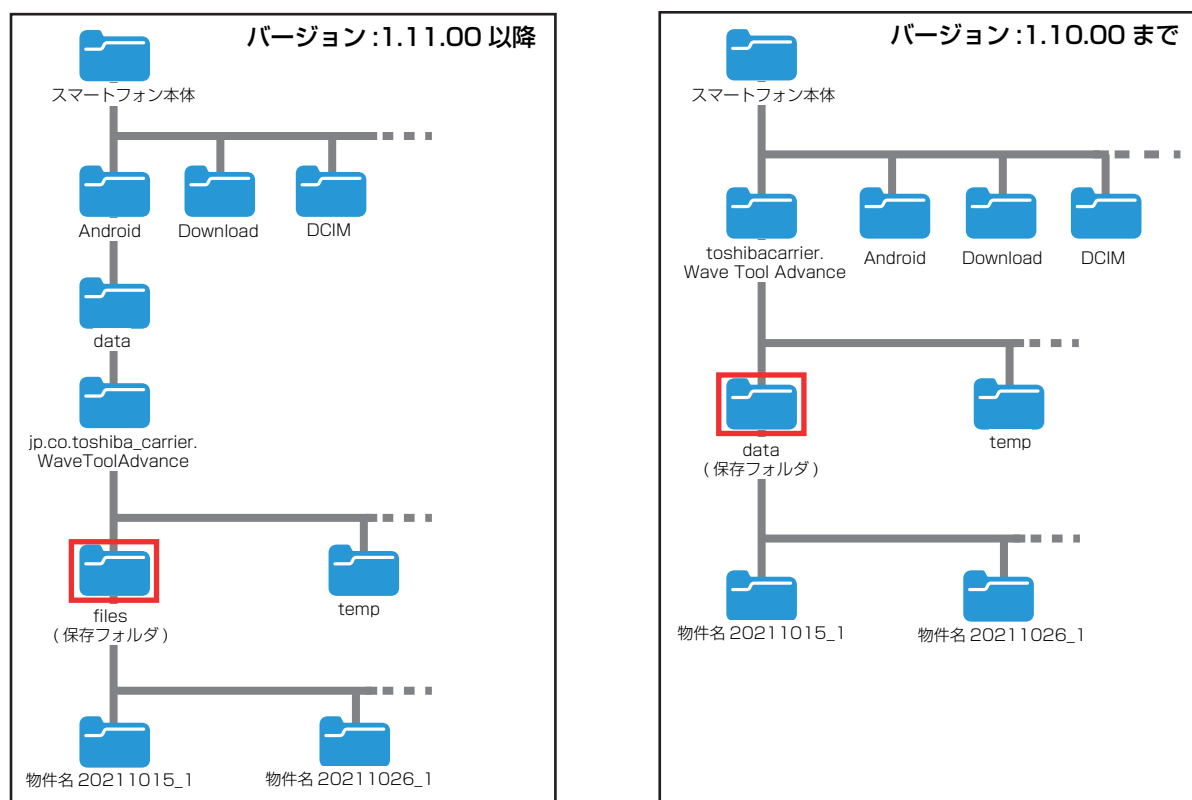 バージョン :1.11.00 以降
スマートフォン本体
Android
Download
DCIM
data
jp.co.toshiba_carrier.
WaveToolAdvance
files
( 保存フォルダ )
temp
物件名 20211015_1
物件名 20211026_1
バージョン :1.10.00 まで
スマートフォン本体
toshibacarrier.
Wave Tool Advance
Android
Download
DCIM
data
( 保存フォルダ )
temp
物件名 20211015_1
物件名 20211026_1